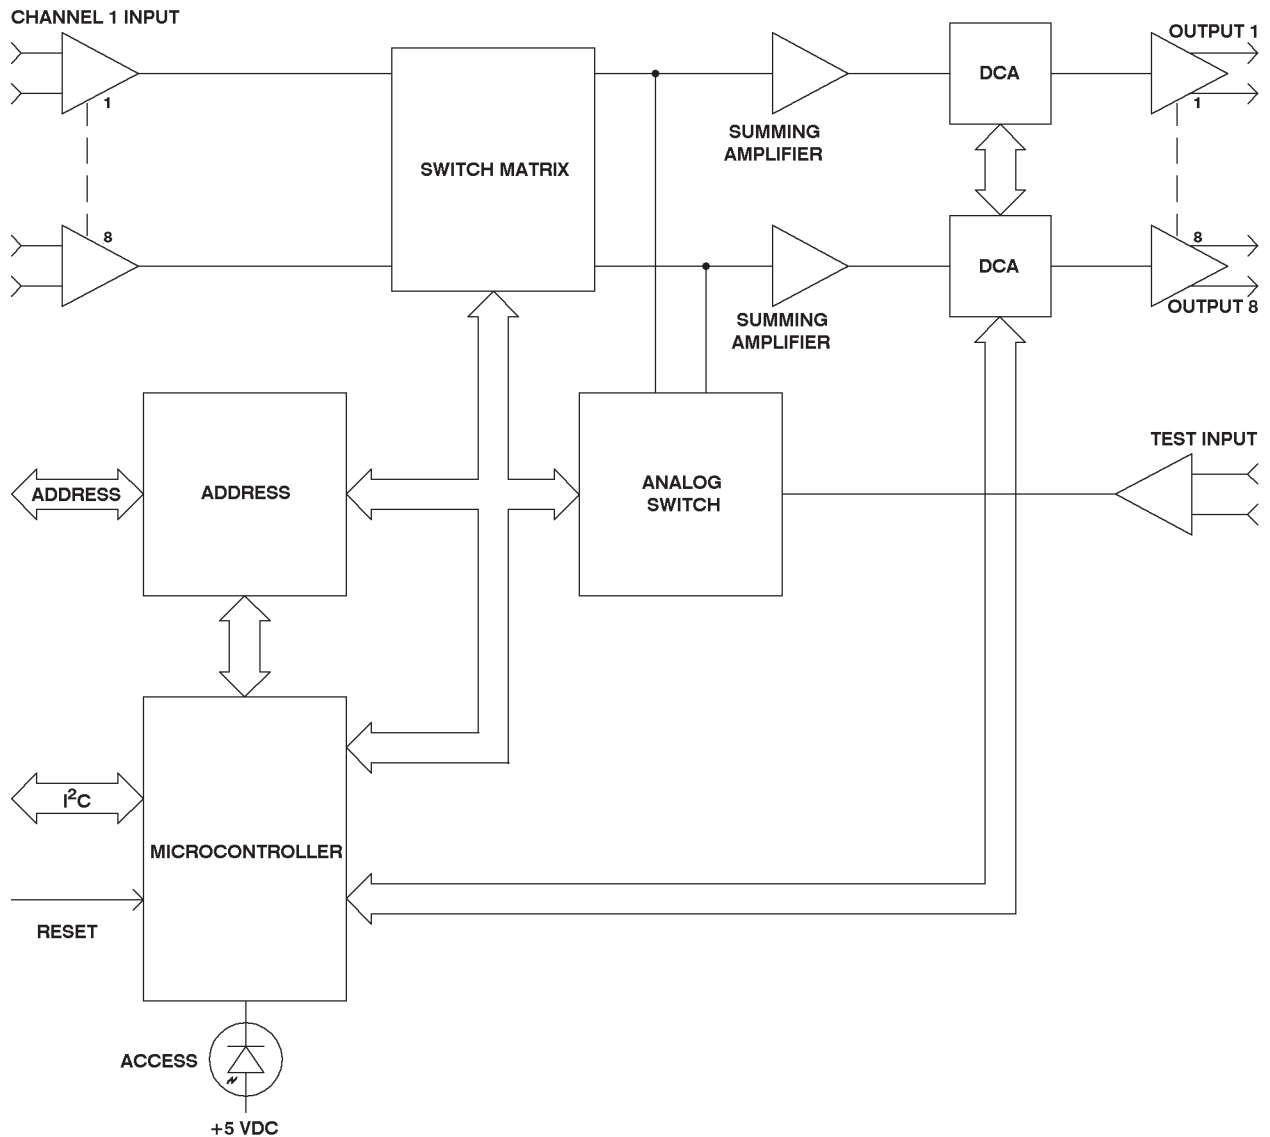 CHANNEL 1 INPUT
OUTPUT 1
1
DCA
1
SUMMING
AMPLIFIER
SWITCH MATRIX
8
DCA
8
OUTPUT 8
SUMMING
AMPLIFIER
TEST INPUT
ADDRESS
ADDRESS
ANALOG
SWITCH
I²C
MICROCONTROLLER
RESET
ACCESS
+5 VDC